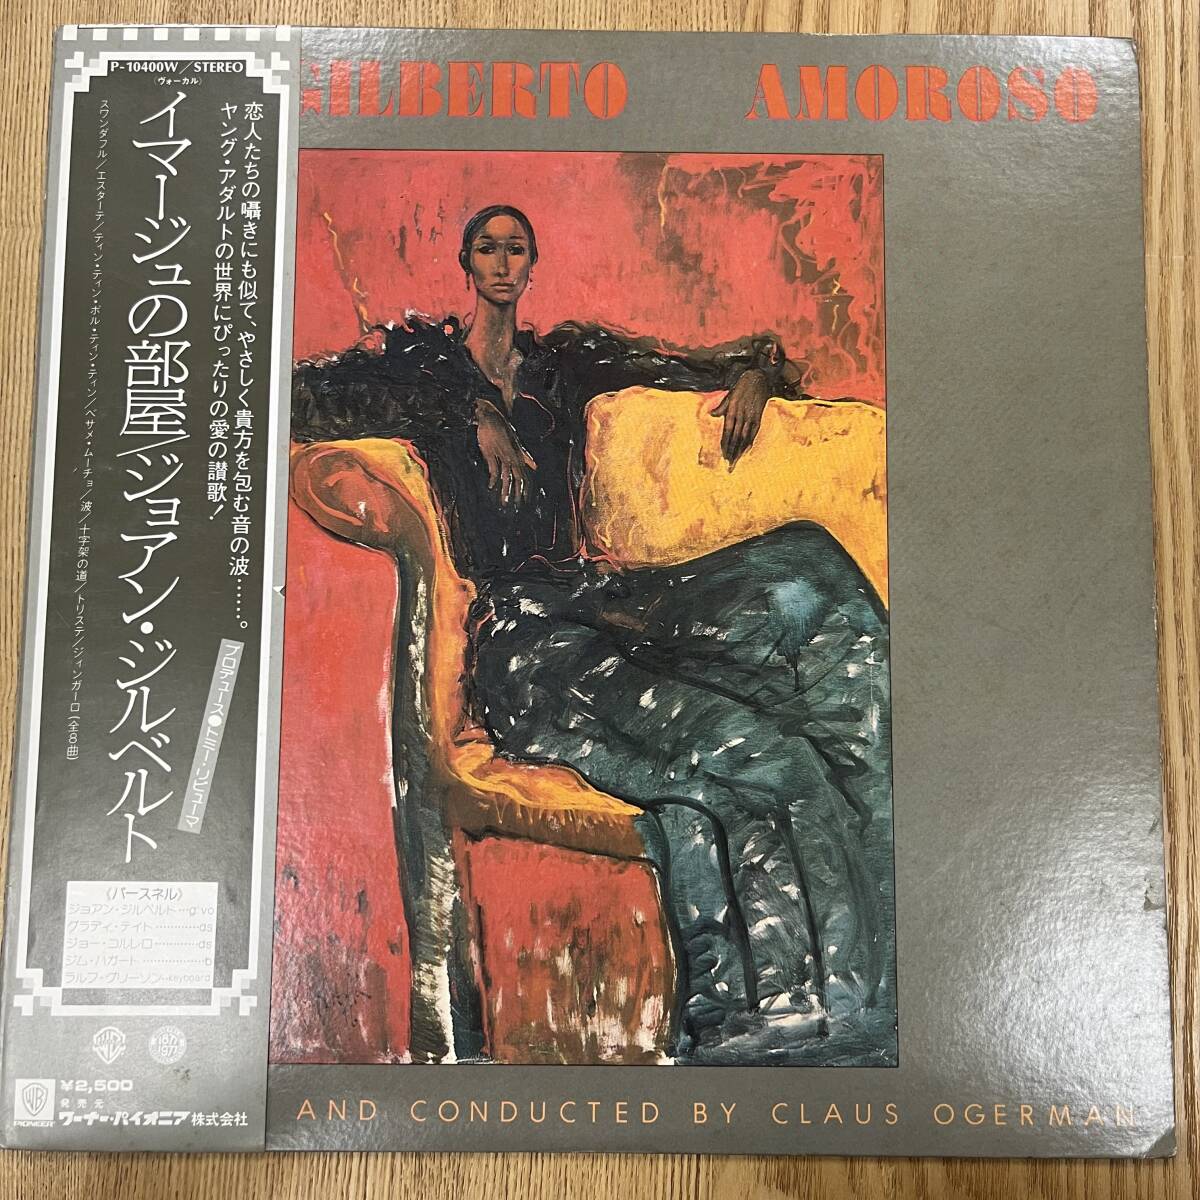 P-10400W/STEREO
(ヴォーカル)
恋人たちの囁きにも似て、やさしく貴方を包む音の波……。
ヤング・アダルトの世界にぴったりの愛の讃歌!
イマージュの部屋/ジョアン・ジルベルト
スワンダフル/エスターテ/ティン・ティン・ポル・ティン・ティン/ベサメ・ムーチョ/波/十字架の道/トリステ/ジィンガーロ(全8曲)
プロデュース●トミー・リピューマ
《パースネル》
ジョアン・ジルベルト…g vo
グラディ・テイト…………ds
ジョー・コルレロ…………ds
ジム・ハガート………………b
ラルフ・グリーソン…keyboard
1877 1977
¥2,500
発売元
ワーナー・パイオニア株式会社
PIONEER
GILBERTO AMOROSO
AND CONDUCTED BY CLAUS OGERMAN